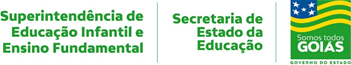 Superintendência de
Educação Infantil e
Ensino Fundamental
Secretaria de
Estado da
Educação
Somos todos
GOIÁS
GOVERNO DO ESTADO